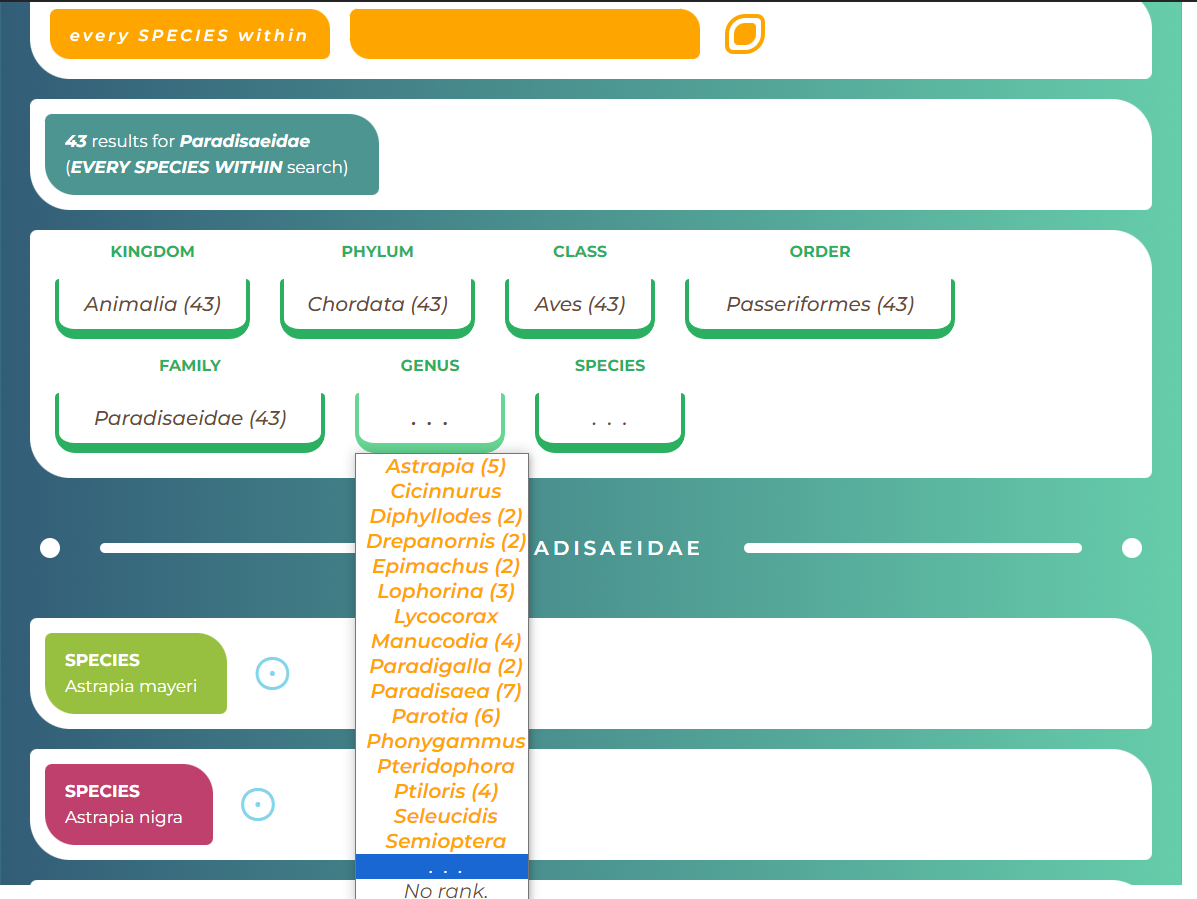 every SPECIES within
43 results for Paradisaeidae
(EVERY SPECIES WITHIN search)
KINGDOM PHYLUM CLASS ORDER
Animalia (43) Chordata (43) Aves (43) Passeriformes (43)
FAMILY GENUS SPECIES
Paradisaeidae (43) . . . . . .
Astrapia (5)
Cicinnurus
Diphyllodes (2)
Drepanornis (2)
ADISAEIDAE
Epimachus (2)
Lophorina (3)
Lycocorax
Manucodia (4)
Paradigalla (2)
Paradisaea (7)
Parotia (6)
Phonygammus
Pteridophora
Ptiloris (4)
Seleucidis
Semioptera
. . .
No rank.
SPECIES
Astrapia mayeri
SPECIES
Astrapia nigra